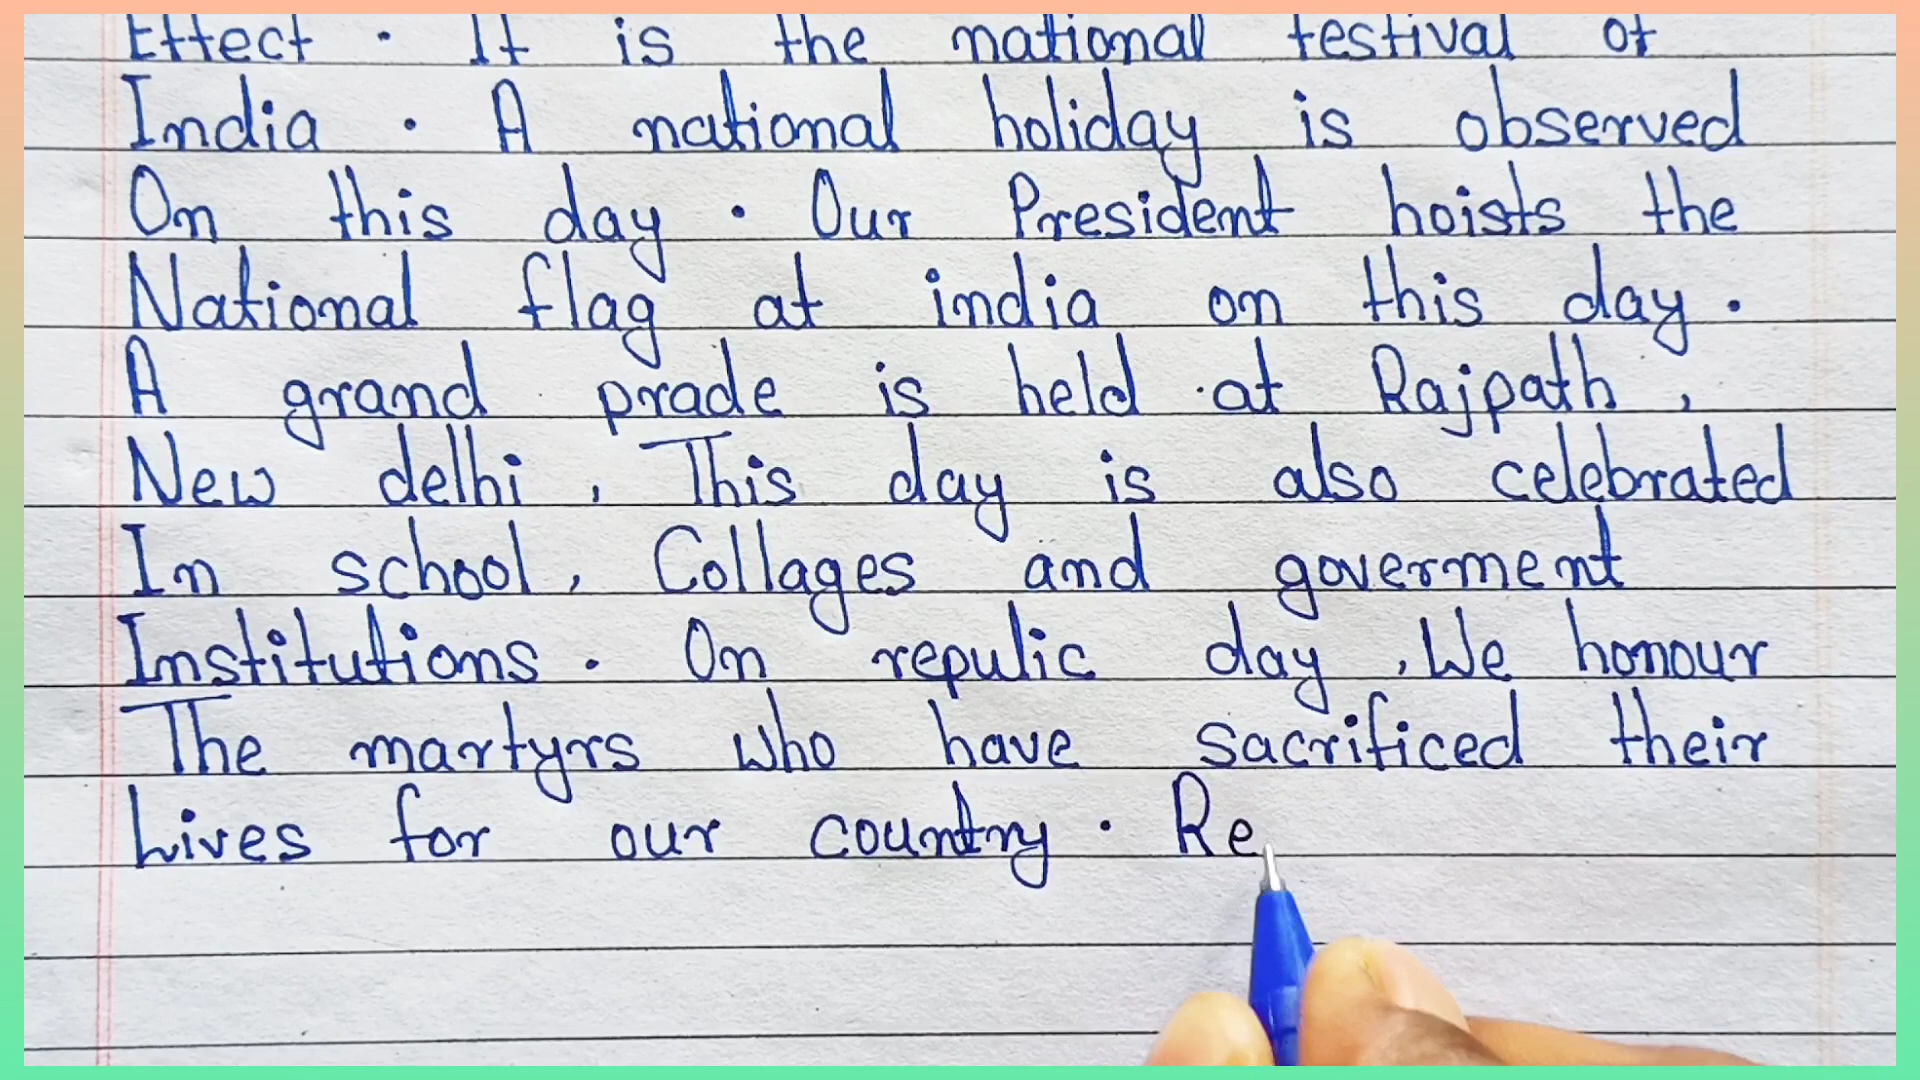 Effect . It is the national festival of
India . A national holiday is observed
On this day . Our President hoists the
National flag at india on this day .
A grand prade is held at Rajpath ,
New delhi , This day is also celebrated
In school , Collages and goverment
Institutions . On repulic day , We honour
The martyrs who have sacrificed their
Lives for our country . Re